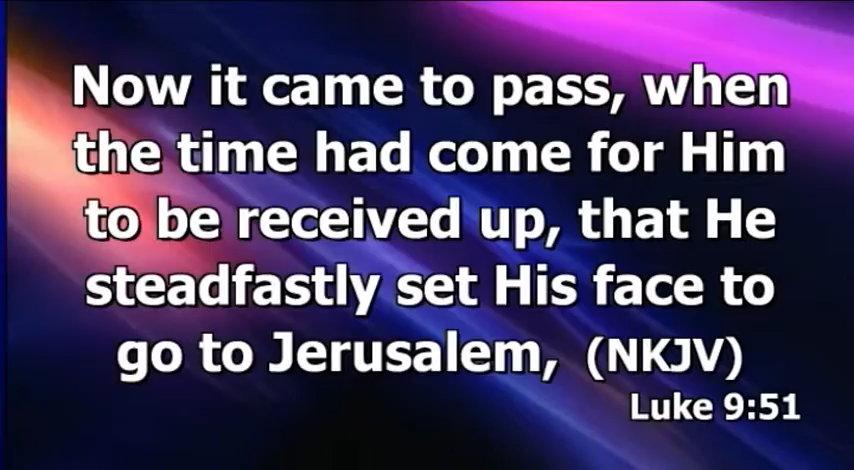 Now it came to pass, when
the time had come for Him
to be received up, that He
steadfastly set His face to
go to Jerusalem, (NKJV)
Luke 9:51